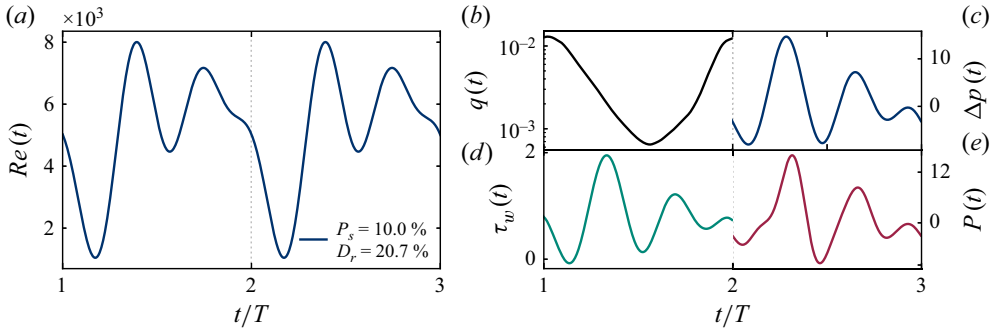 (a)
×10³
8
6
4
2
Re(t)
1
2
3
t/T
P_s = 10.0 %
D_r = 20.7 %
(b)
10⁻²
10⁻³
q(t)
(c)
10
0
Δp(t)
(d)
2
0
τ_w(t)
(e)
16
0
P(t)
1
2
3
t/T